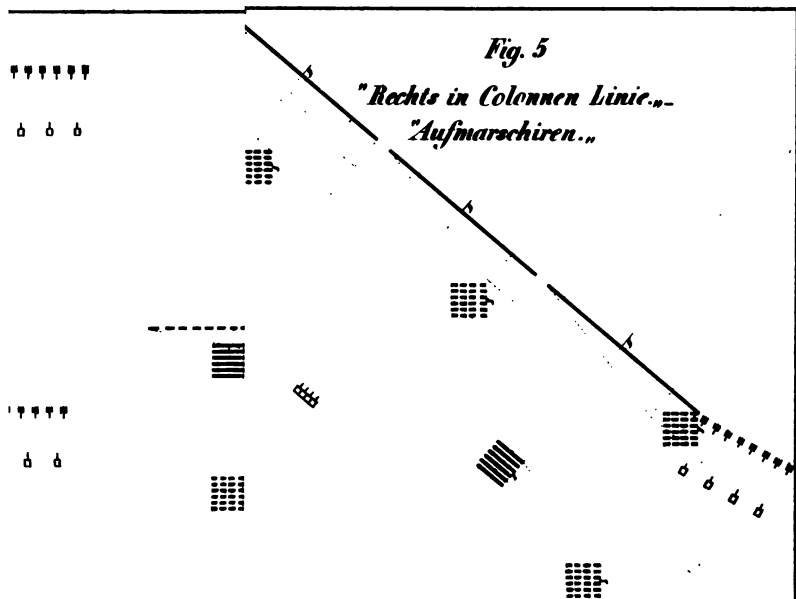 Fig. 5
"Rechts in Colonnen Linie.„_
"Aufmarschiren.„